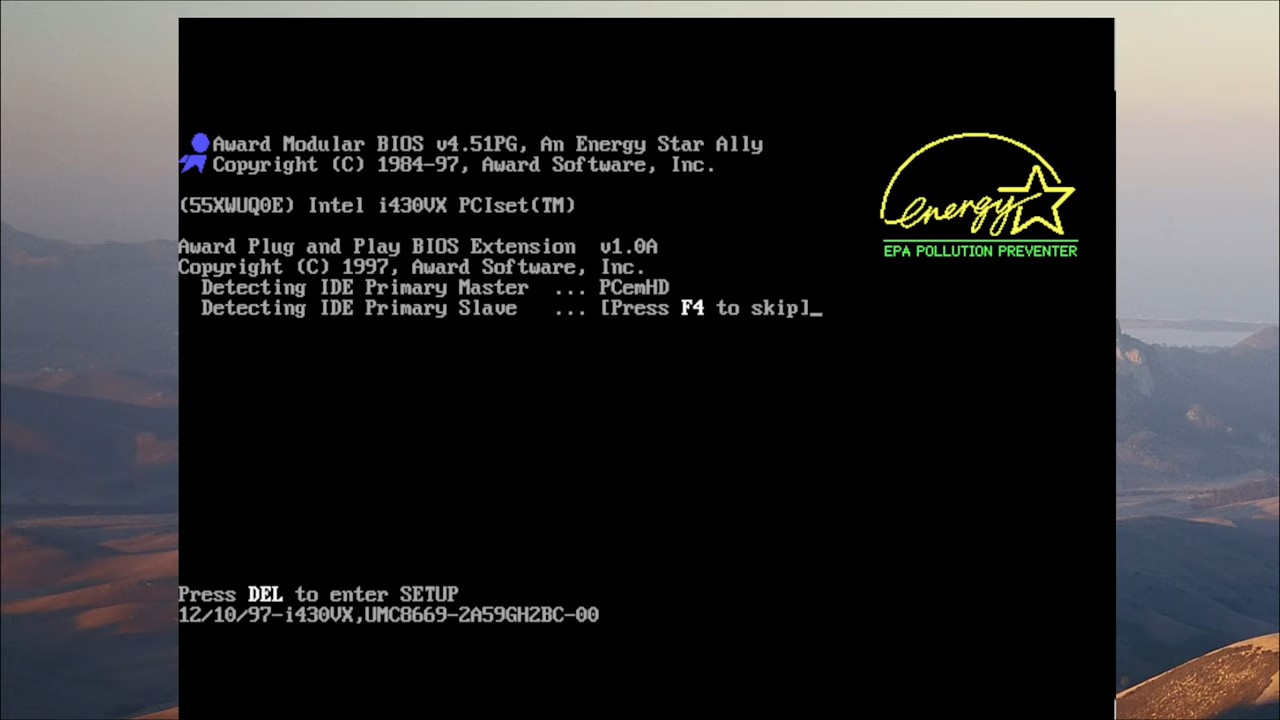 Award Modular BIOS v4.51PG, An Energy Star Ally
Copyright (C) 1984-97, Award Software, Inc.
(55XWUQ0E) Intel i430VX PCIset(TM)
energy
EPA POLLUTION PREVENTER
Award Plug and Play BIOS Extension v1.0A
Copyright (C) 1997, Award Software, Inc.
Detecting IDE Primary Master ... PCemHD
Detecting IDE Primary Slave ... [Press F4 to skip]_
Press DEL to enter SETUP
12/10/97-i430VX,UMC8669-2A59GH2BC-00